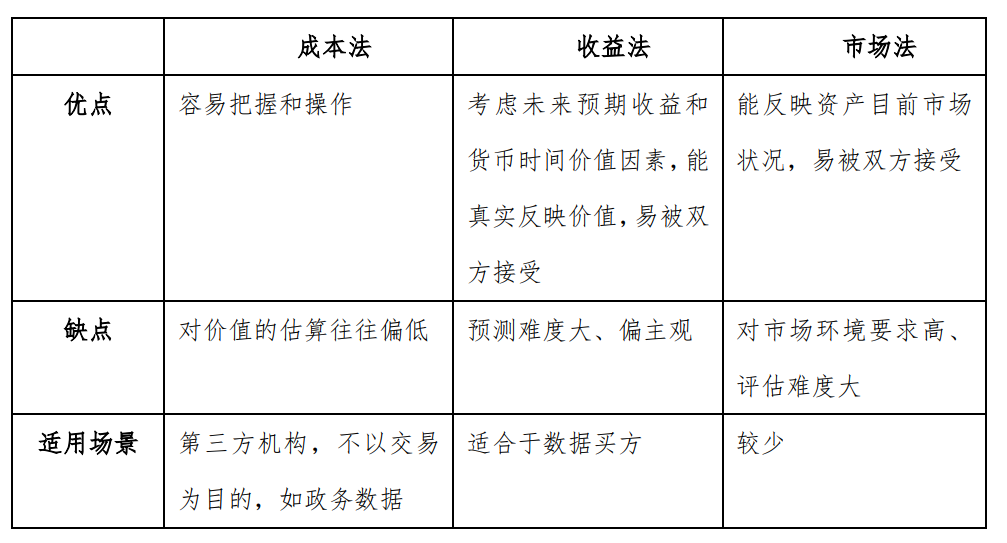 成本法 收益法 市场法
优点 容易把握和操作 考虑未来预期收益和 能反映资产目前市场
货币时间价值因素，能 状况，易被双方接受
真实反映价值，易被双
方接受
缺点 对价值的估算往往偏低 预测难度大、偏主观 对市场环境要求高、
评估难度大
适用场景 第三方机构，不以交易 适合于数据买方 较少
为目的，如政务数据